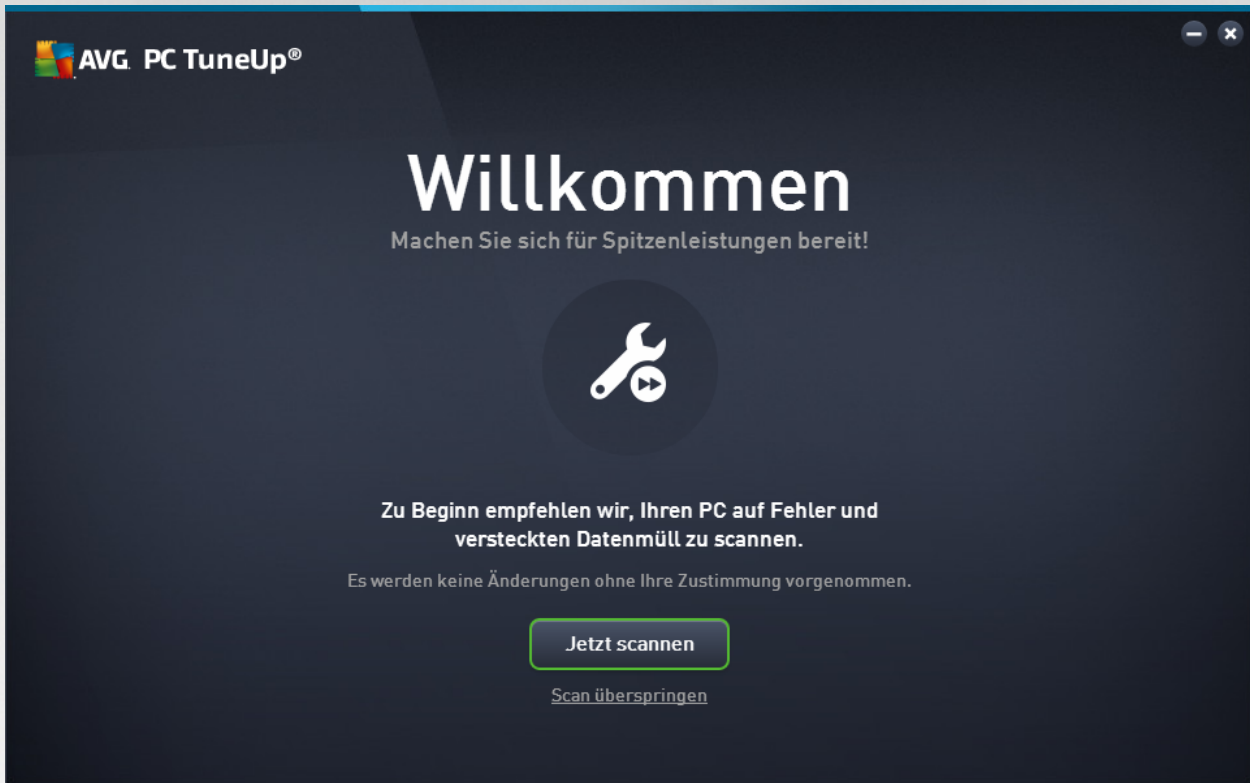 AVG. PC TuneUp®
Willkommen
Machen Sie sich für Spitzenleistungen bereit!
Zu Beginn empfehlen wir, Ihren PC auf Fehler und
versteckten Datenmüll zu scannen.
Es werden keine Änderungen ohne Ihre Zustimmung vorgenommen.
Jetzt scannen
Scan überspringen